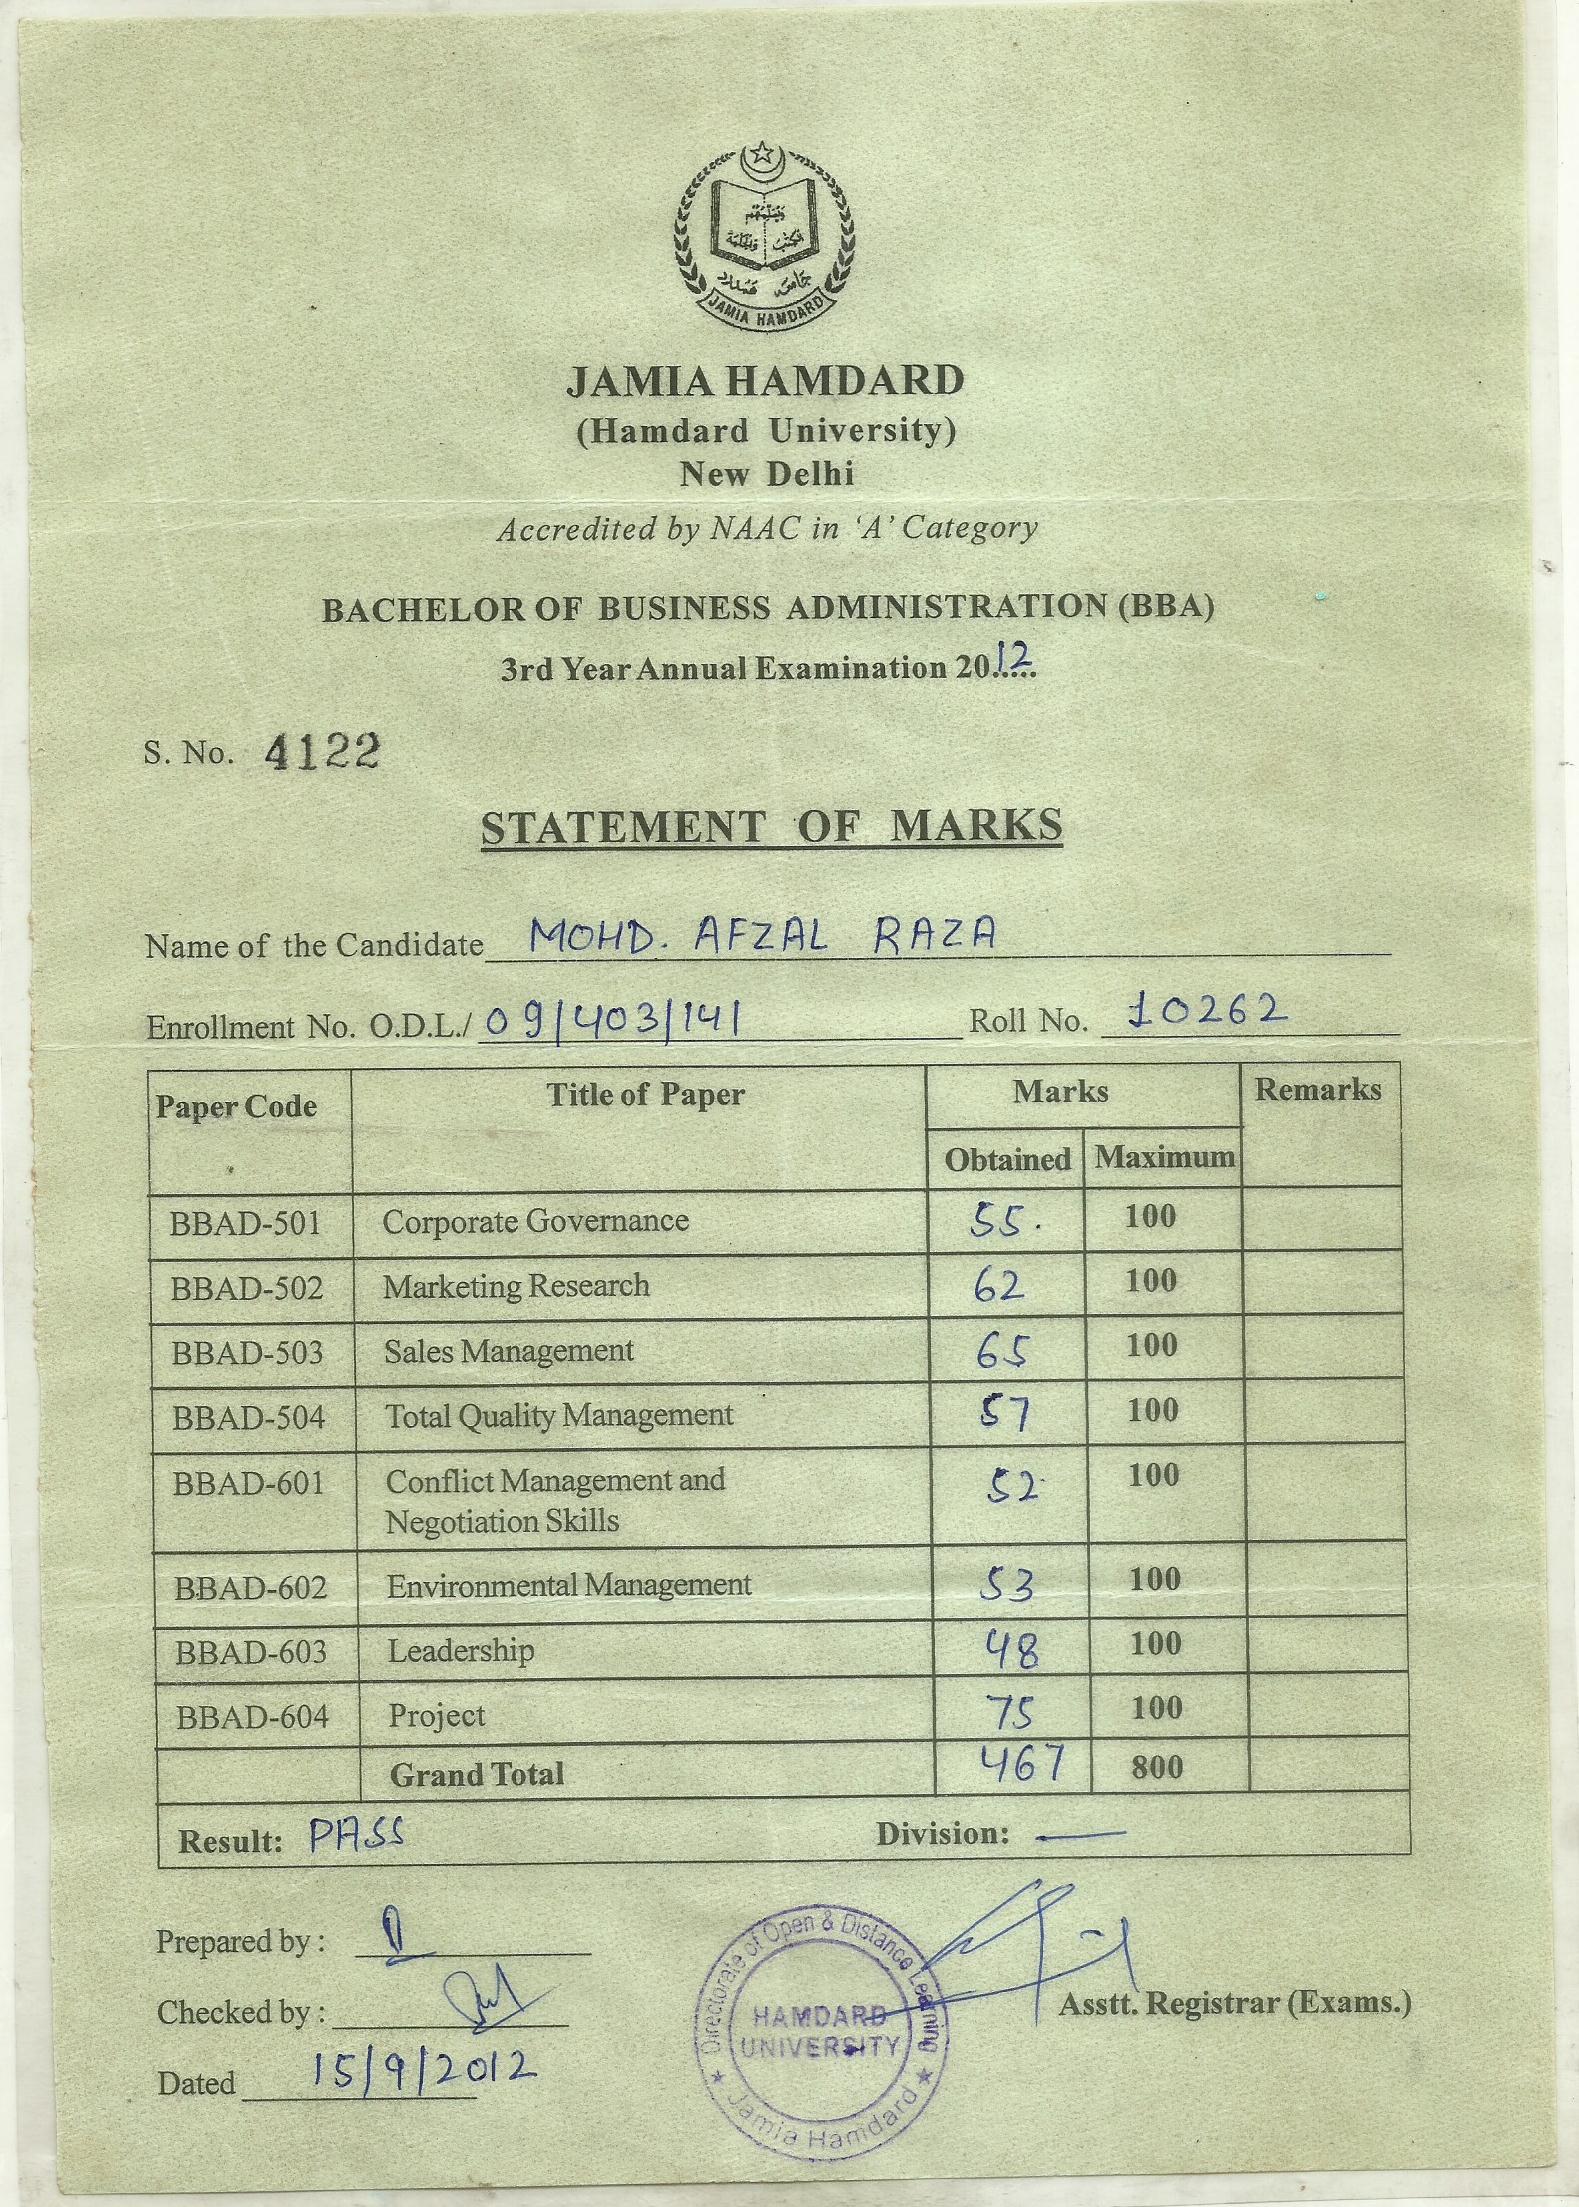 JAMIA HAMDARD
JAMIA HAMDARD
(Hamdard University)
New Delhi
Accredited by NAAC in ‘A’ Category
BACHELOR OF BUSINESS ADMINISTRATION (BBA)
3rd Year Annual Examination 2012
S. No. 4122
STATEMENT OF MARKS
Name of the Candidate MOHD. AFZAL RAZA
Enrollment No. O.D.L./ 09/403/141 Roll No. 10262
Paper Code Title of Paper Marks Remarks
Obtained Maximum
BBAD-501 Corporate Governance 55. 100
BBAD-502 Marketing Research 62 100
BBAD-503 Sales Management 65 100
BBAD-504 Total Quality Management 57 100
BBAD-601 Conflict Management and 52 100
Negotiation Skills
BBAD-602 Environmental Management 53 100
BBAD-603 Leadership 48 100
BBAD-604 Project 75 100
Grand Total 467 800
Result: PASS Division: —
Prepared by :
Checked by :
Asstt. Registrar (Exams.)
Dated 15/9/2012
Directorate of Open & Distance Learning
HAMDARD
UNIVERSITY
Jamia Hamdard